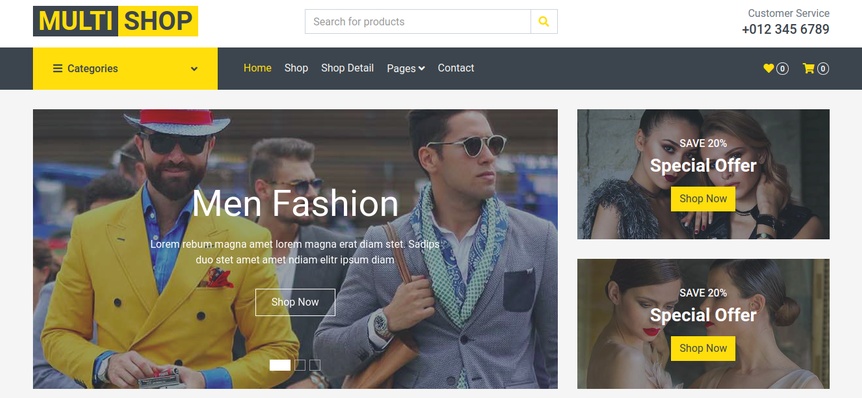 MULTI SHOP
Search for products
Customer Service
+012 345 6789
Categories
Home Shop Shop Detail Pages Contact
0 0
Men Fashion
Lorem rebum magna amet lorem magna erat diam stet. Sadips
duo stet amet amet ndiam elitr ipsum diam
Shop Now
SAVE 20%
Special Offer
Shop Now
SAVE 20%
Special Offer
Shop Now